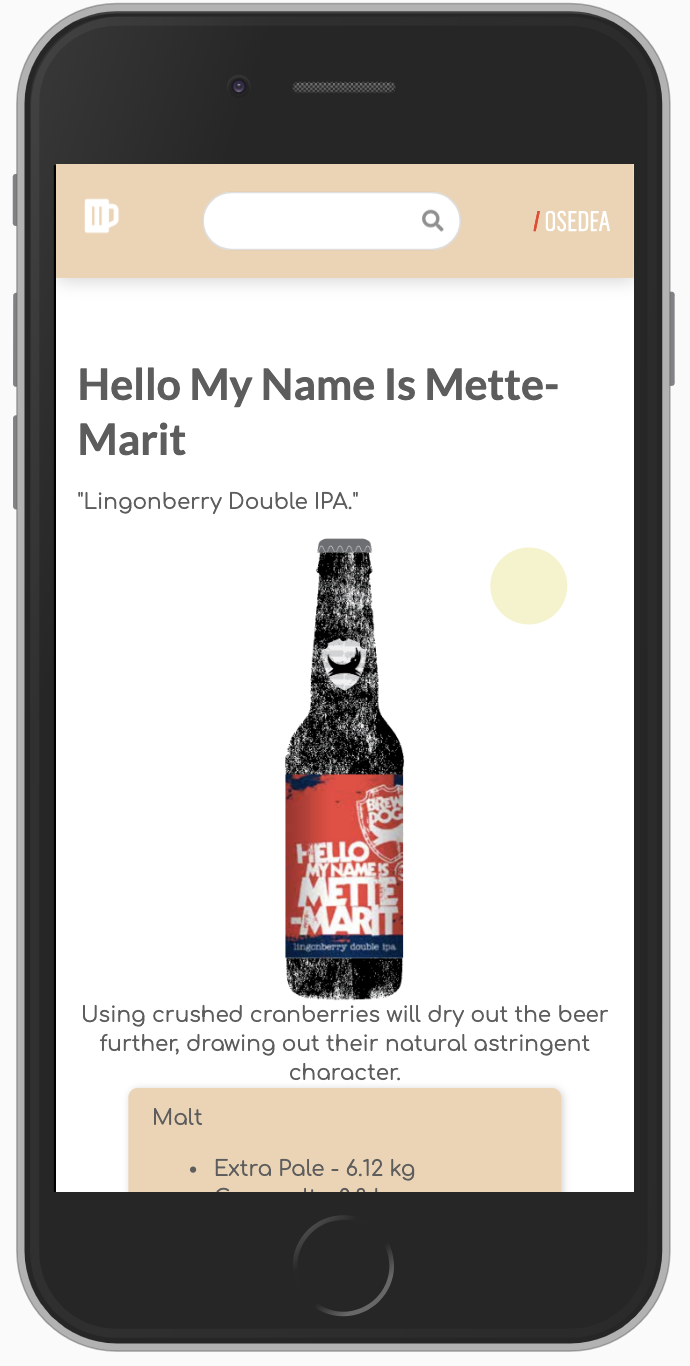 / OSEDEA
Hello My Name Is Mette-
Marit
"Lingonberry Double IPA."
BREW
DOG
HELLO
MY NAME IS
METTE
-MARIT
lingonberry double ipa
Using crushed cranberries will dry out the beer
further, drawing out their natural astringent
character.
Malt
• Extra Pale - 6.12 kg